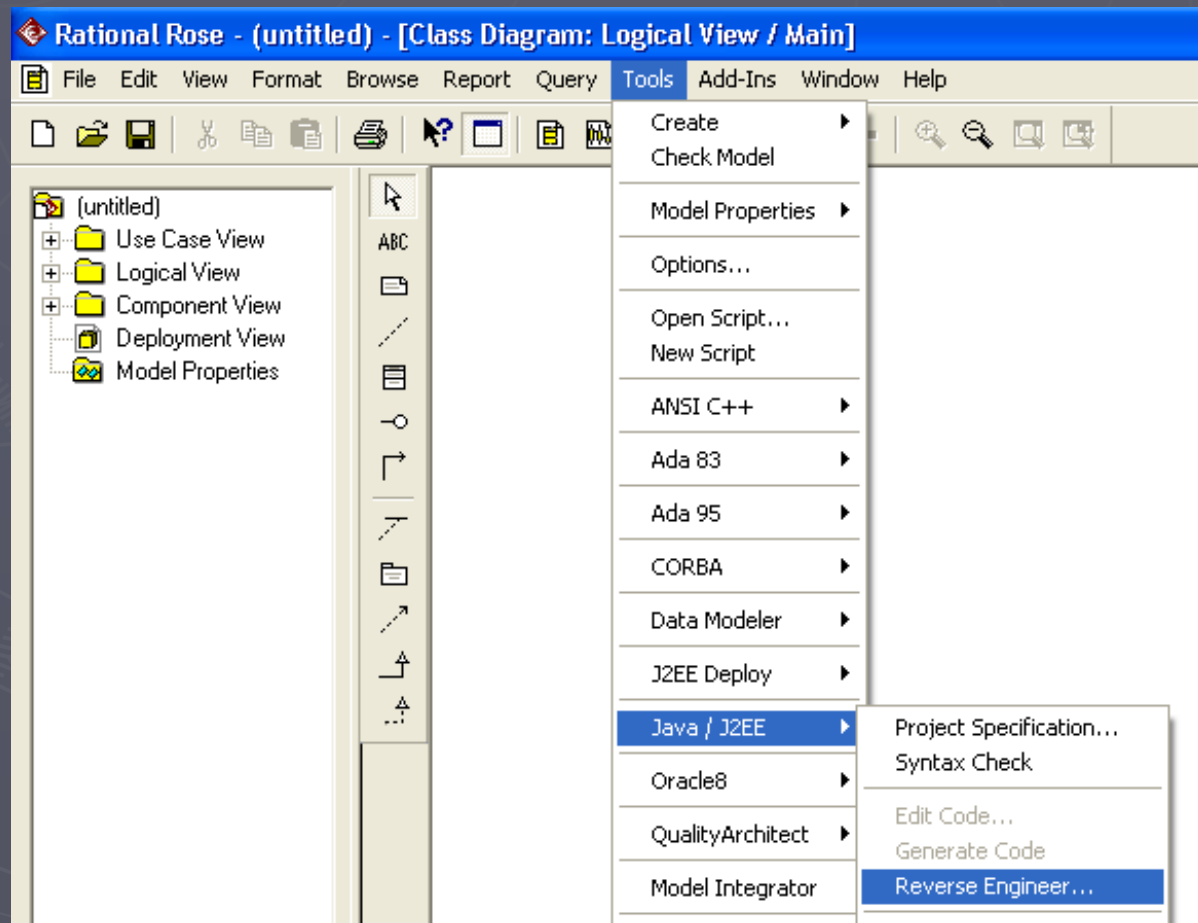 Rational Rose - (untitled) - [Class Diagram: Logical View / Main]
File Edit View Format Browse Report Query Tools Add-Ins Window Help
(untitled)
Use Case View
Logical View
Component View
Deployment View
Model Properties
ABC
Create
Check Model
Model Properties
Options...
Open Script...
New Script
ANSI C++
Ada 83
Ada 95
CORBA
Data Modeler
J2EE Deploy
Java / J2EE
Oracle8
QualityArchitect
Model Integrator
Project Specification...
Syntax Check
Edit Code...
Generate Code
Reverse Engineer...